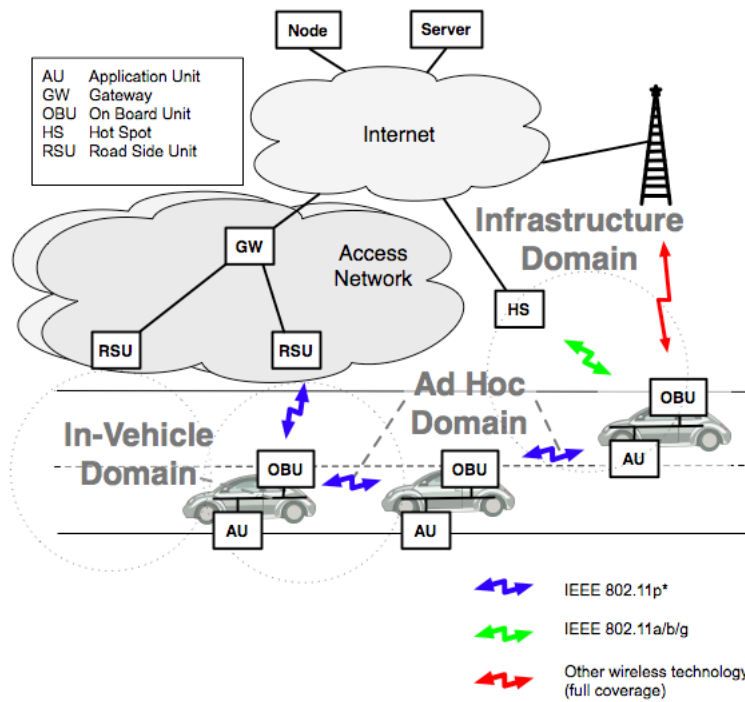 Node
Server
AU Application Unit
GW Gateway
OBU On Board Unit
HS Hot Spot
RSU Road Side Unit
Internet
Infrastructure
Domain
GW
Access
Network
HS
RSU
RSU
Ad Hoc
Domain
OBU
In-Vehicle
Domain
OBU
OBU
AU
AU
AU
IEEE 802.11p*
IEEE 802.11a/b/g
Other wireless technology
(full coverage)